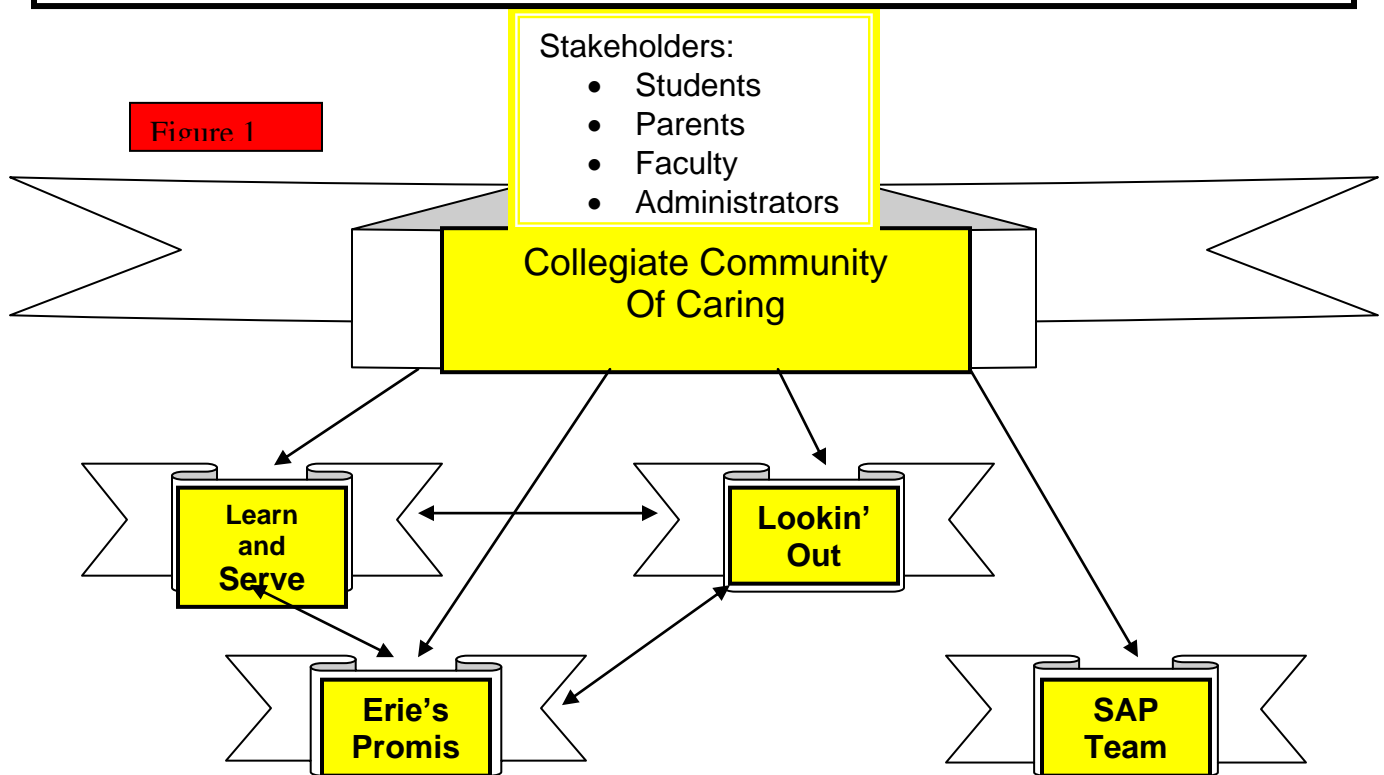 Stakeholders:
• Students
• Parents
• Faculty
• Administrators
Figure 1
Collegiate Community
Of Caring
Learn
and
Serve
Lookin’
Out
Erie’s
Promis
SAP
Team